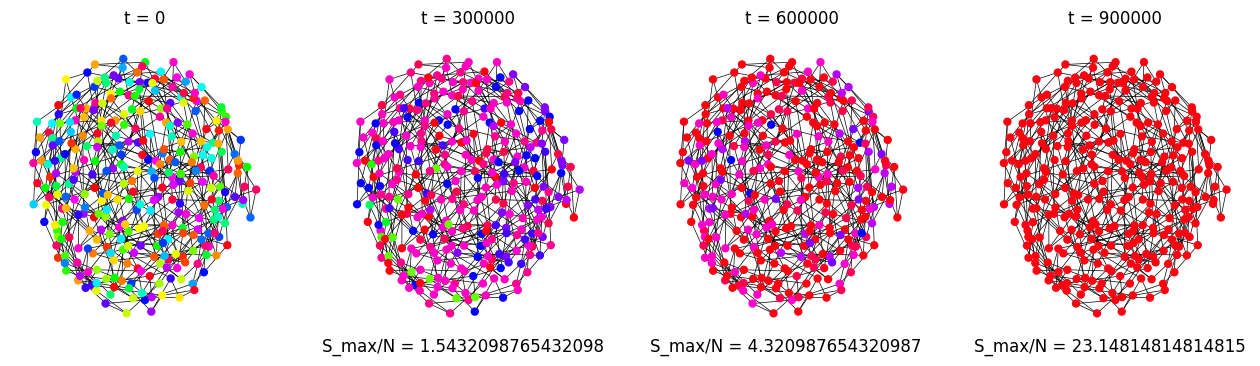 t = 0
t = 300000
t = 600000
t = 900000
S_max/N = 1.5432098765432098
S_max/N = 4.320987654320987
S_max/N = 23.14814814814815